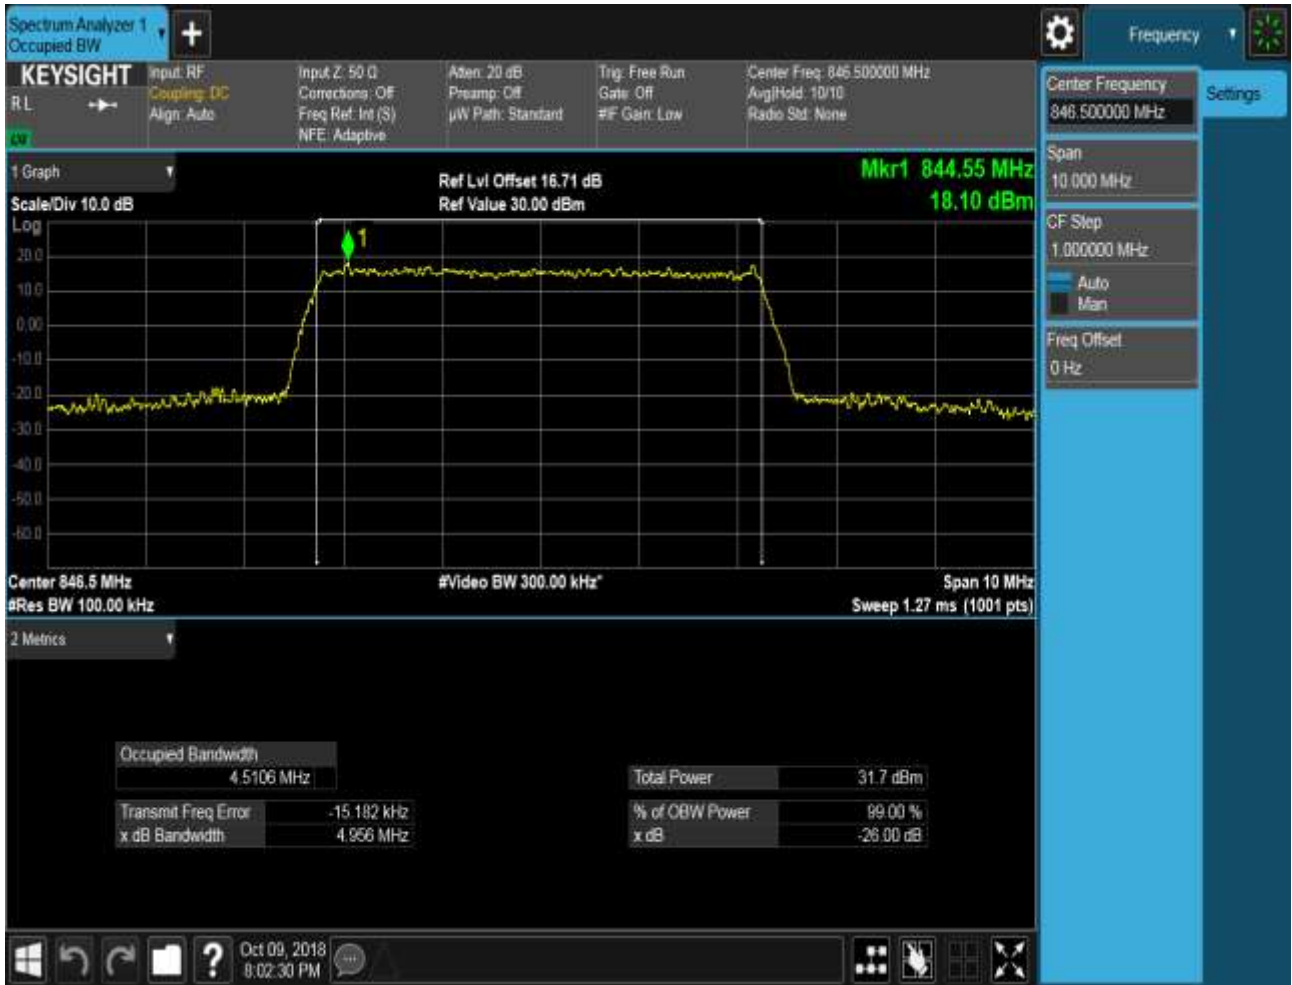 Spectrum Analyzer 1
Occupied BW
Frequency
KEYSIGHT
RL
Input: RF
Coupling: DC
Align: Auto
Input Z: 50 Ω
Corrections: Off
Freq Ref: Int (S)
NFE: Adaptive
Atten: 20 dB
Preamp: Off
µW Path: Standard
Trig: Free Run
Gate: Off
#IF Gain: Low
Center Freq: 846.500000 MHz
Avg|Hold: 10/10
Radio Std: None
Center Frequency
846.500000 MHz
Settings
Span
10.000 MHz
CF Step
1.000000 MHz
Auto
Man
Freq Offset
0 Hz
1 Graph
Scale/Div 10.0 dB
Ref Lvl Offset 16.71 dB
Ref Value 30.00 dBm
Mkr1 844.55 MHz
18.10 dBm
Log
1
20.0
10.0
0.00
-10.0
-20.0
-30.0
-40.0
-50.0
-60.0
Center 846.5 MHz
#Video BW 300.00 kHz*
Span 10 MHz
#Res BW 100.00 kHz
Sweep 1.27 ms (1001 pts)
2 Metrics
Occupied Bandwidth
4.5106 MHz
Total Power 31.7 dBm
Transmit Freq Error -15.182 kHz
% of OBW Power 99.00 %
x dB Bandwidth 4.956 MHz
x dB -26.00 dB
Oct 09, 2018
8:02:30 PM